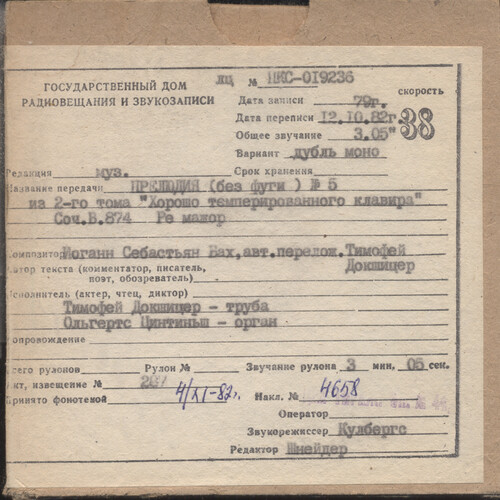 ГОСУДАРСТВЕННЫЙ ДОМ
РАДИОВЕЩАНИЯ И ЗВУКОЗАПИСИ
лц № ЦКС-019236
скорость
38
Дата записи 79г.
Дата переписи 12.10.82г.
Общее звучание 3.05"
Вариант дубль моно
Редакция муз. Срок хранения
Название передачи ПРЕЛЮДИЯ (без фуги) № 5
из 2-го тома "Хорошо темперированного клавира"
Соч.Б.874 Ре мажор
Композитор Иоганн Себастьян Бах, авт.перелож. Тимофей
Автор текста (комментатор, писатель, Докшицер
поэт, обозреватель)
Исполнитель (актер, чтец, диктор)
Тимофей Докшицер - труба
Ольгертс Цинтиньш - орган
Сопровождение
Всего рулонов Рулон № Звучание рулона 3 мин, 05 сек.
Акт, извещение №
Принято фонотекой 4/XI-82г. Накл. № 4658
Оператор
Звукорежиссер Кулбергс
Редактор Шнейдер